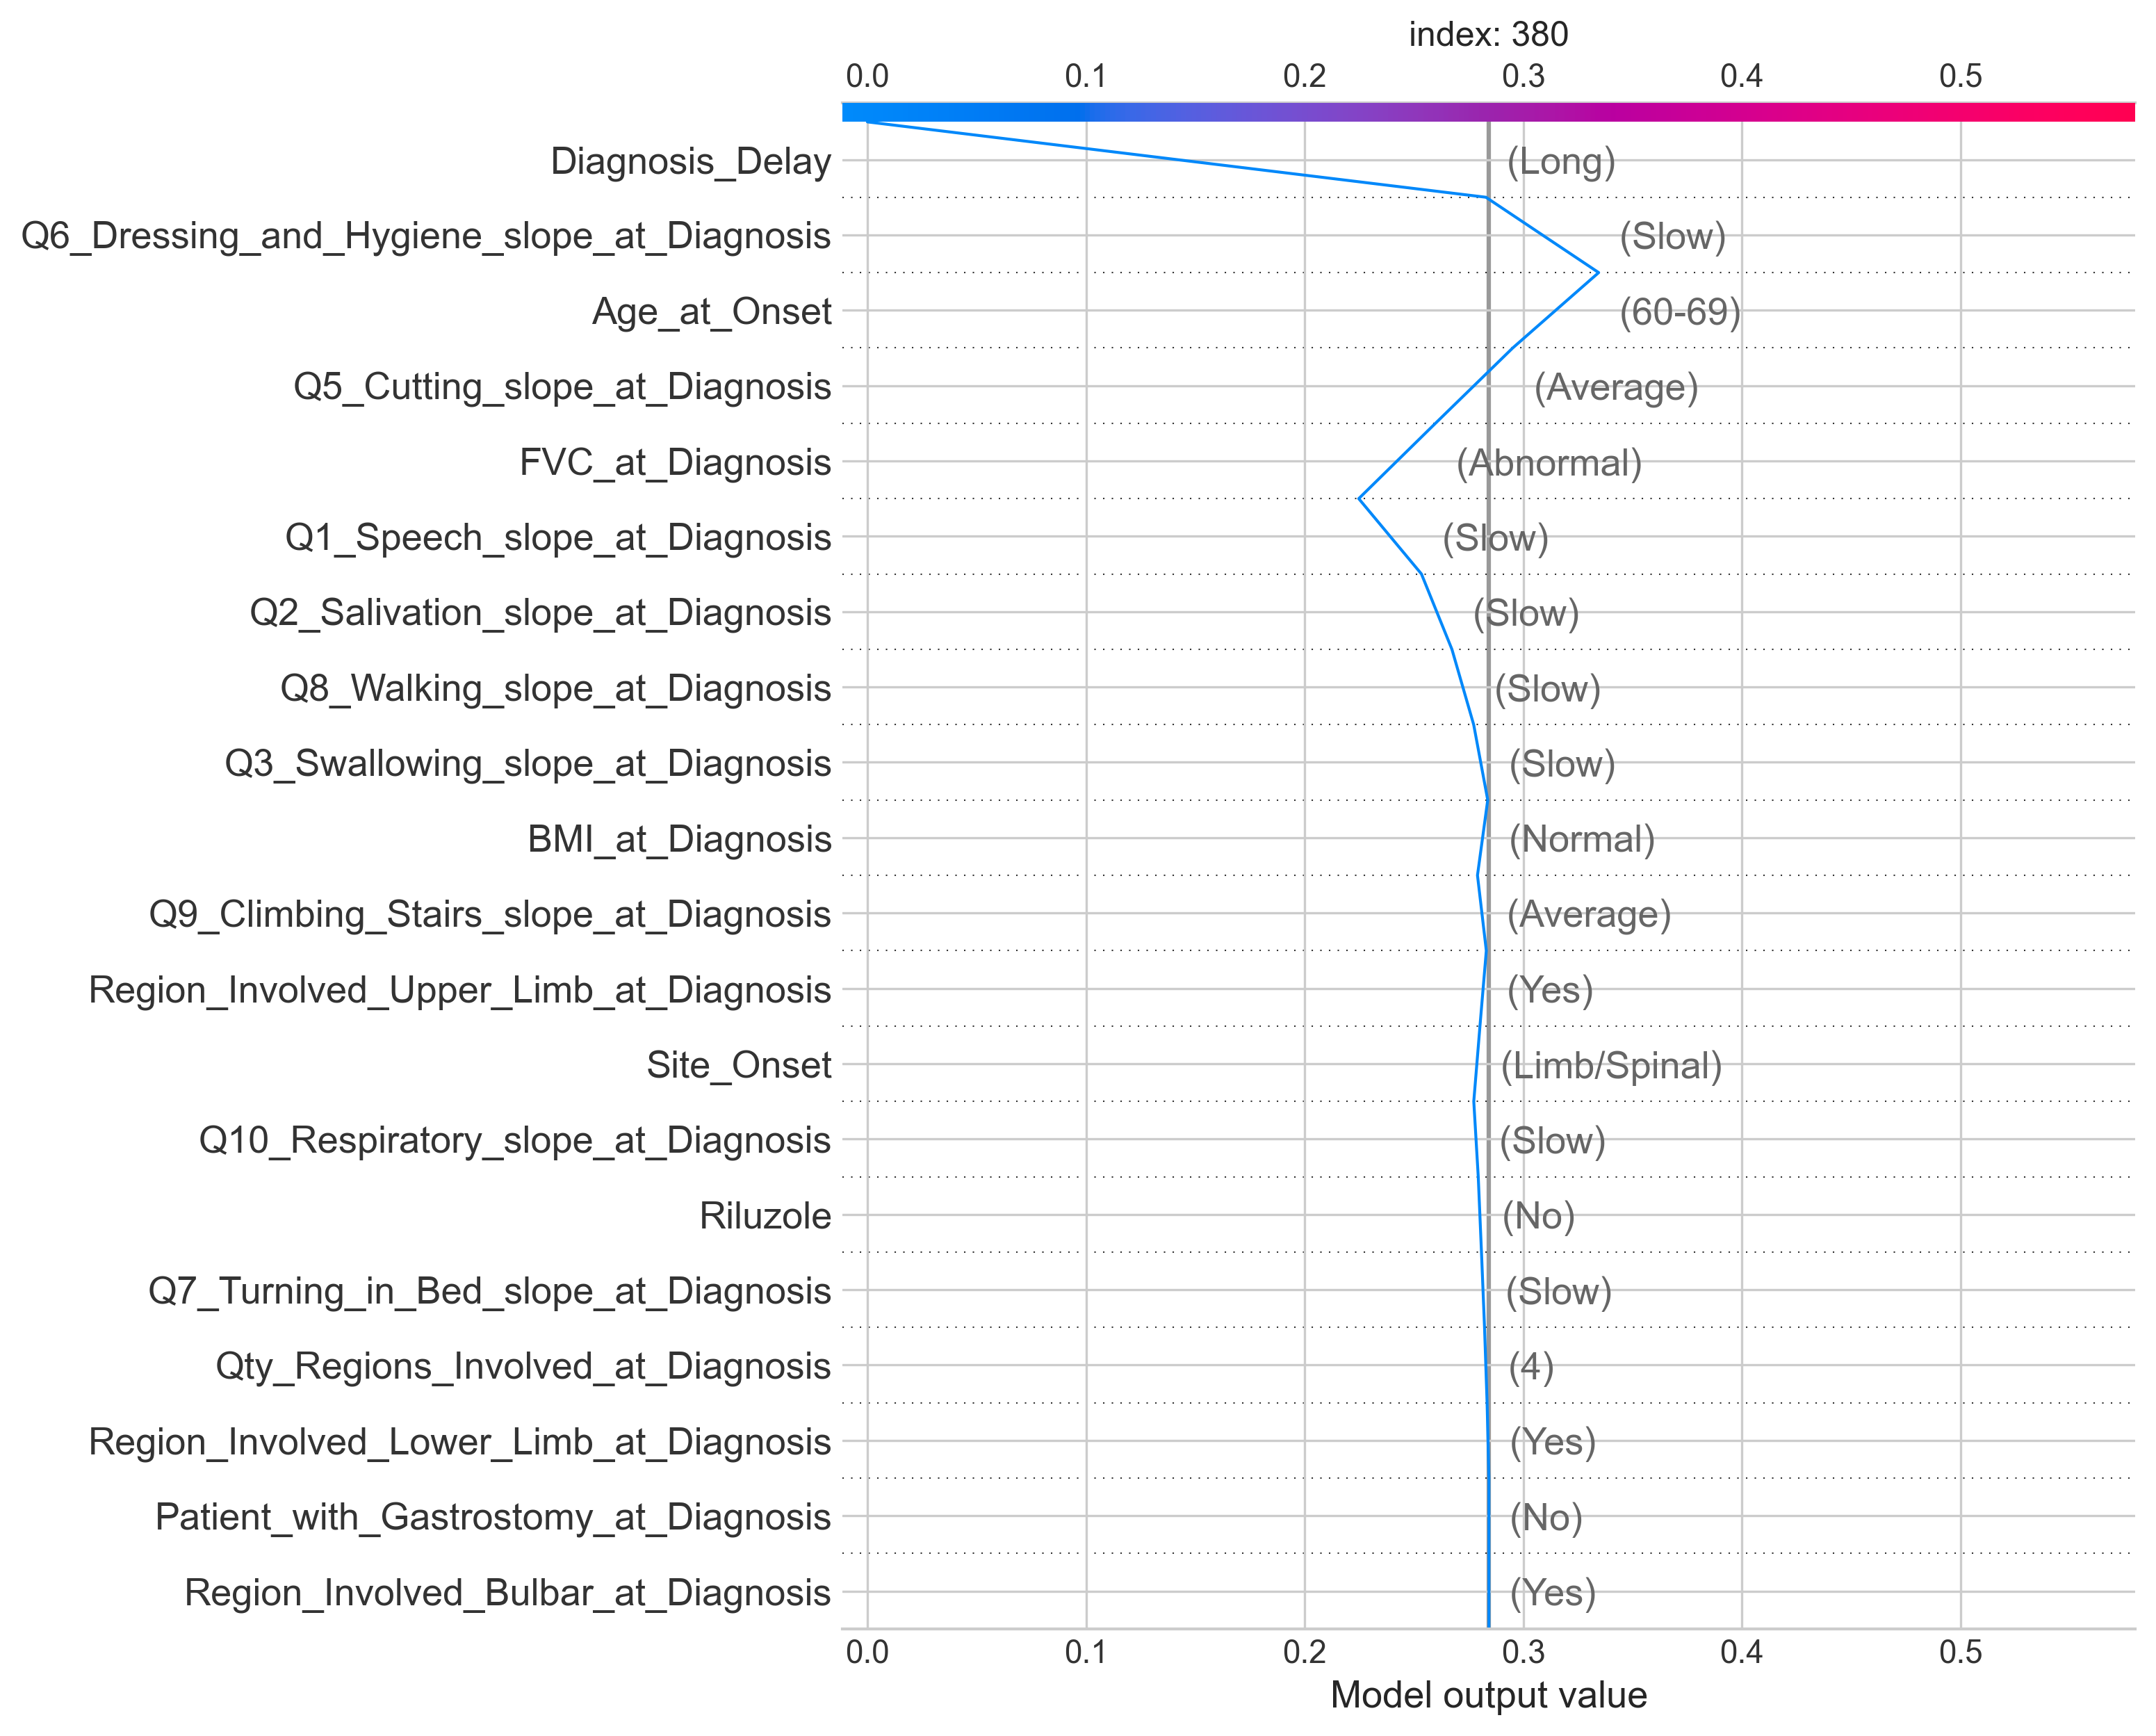 index: 380
0.0 0.1 0.2 0.3 0.4 0.5
Diagnosis_Delay (Long)
Q6_Dressing_and_Hygiene_slope_at_Diagnosis (Slow)
Age_at_Onset (60-69)
Q5_Cutting_slope_at_Diagnosis (Average)
FVC_at_Diagnosis (Abnormal)
Q1_Speech_slope_at_Diagnosis (Slow)
Q2_Salivation_slope_at_Diagnosis (Slow)
Q8_Walking_slope_at_Diagnosis (Slow)
Q3_Swallowing_slope_at_Diagnosis (Slow)
BMI_at_Diagnosis (Normal)
Q9_Climbing_Stairs_slope_at_Diagnosis (Average)
Region_Involved_Upper_Limb_at_Diagnosis (Yes)
Site_Onset (Limb/Spinal)
Q10_Respiratory_slope_at_Diagnosis (Slow)
Riluzole (No)
Q7_Turning_in_Bed_slope_at_Diagnosis (Slow)
Qty_Regions_Involved_at_Diagnosis (4)
Region_Involved_Lower_Limb_at_Diagnosis (Yes)
Patient_with_Gastrostomy_at_Diagnosis (No)
Region_Involved_Bulbar_at_Diagnosis (Yes)
0.0 0.1 0.2 0.3 0.4 0.5
Model output value